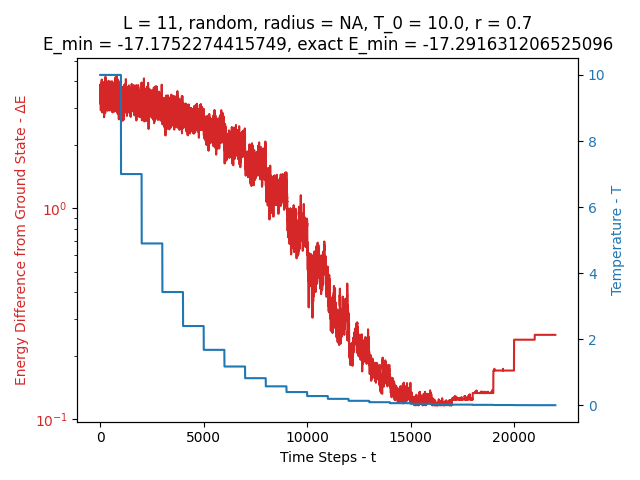 L = 11, random, radius = NA, T_0 = 10.0, r = 0.7
E_min = -17.1752274415749, exact E_min = -17.291631206525096
Energy Difference from Ground State - ΔE
10⁰
10⁻¹
0
5000
10000
15000
20000
Time Steps - t
10
8
6
4
2
0
Temperature - T